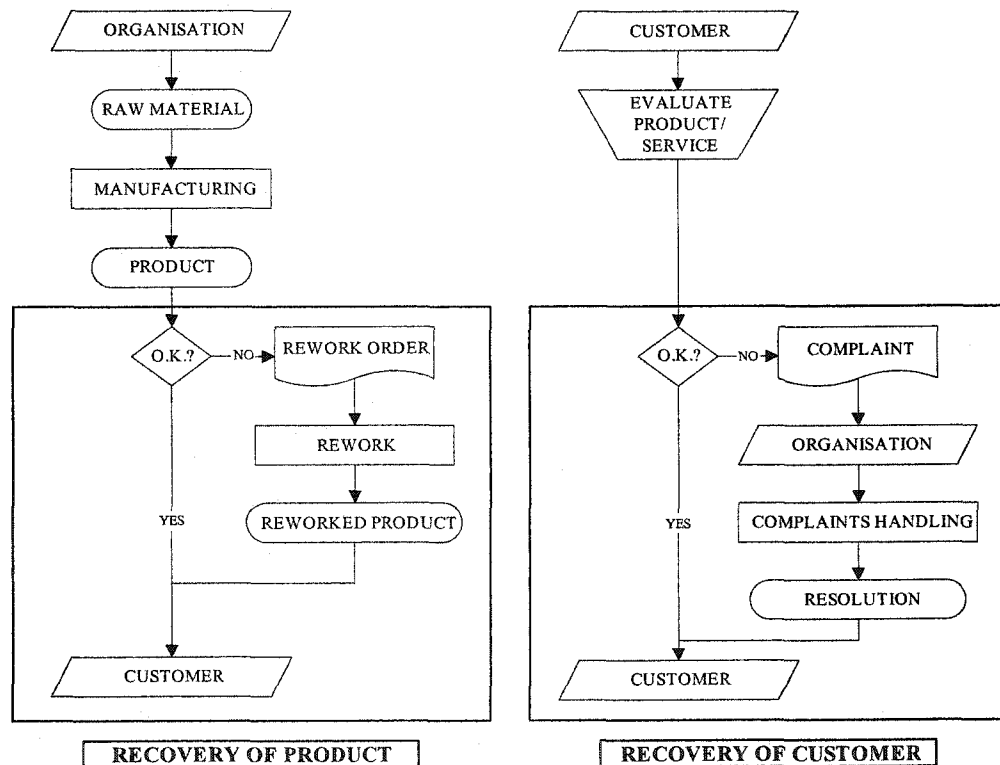 ORGANISATION
RAW MATERIAL
MANUFACTURING
PRODUCT
O.K.?
NO
REWORK ORDER
REWORK
YES
REWORKED PRODUCT
CUSTOMER
RECOVERY OF PRODUCT
CUSTOMER
EVALUATE
PRODUCT/
SERVICE
O.K.?
NO
COMPLAINT
ORGANISATION
YES
COMPLAINTS HANDLING
RESOLUTION
CUSTOMER
RECOVERY OF CUSTOMER